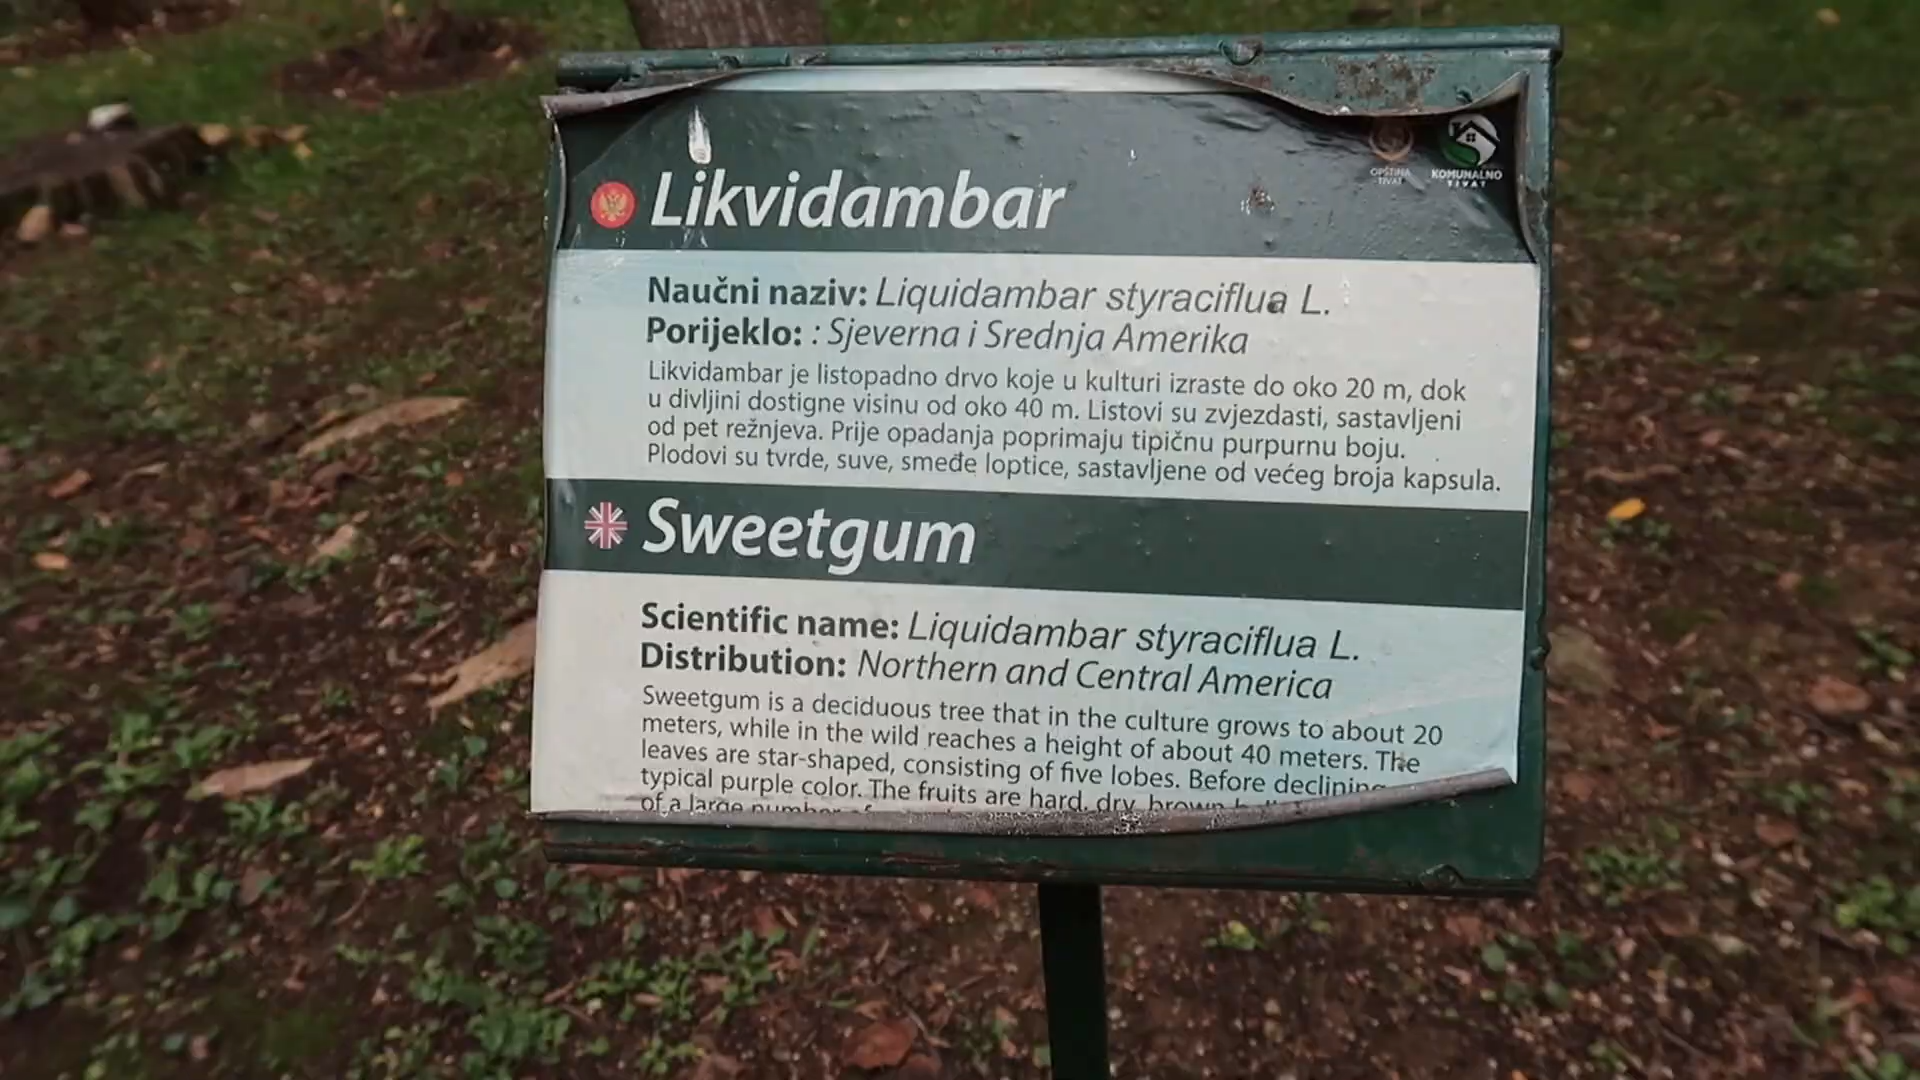 Likvidambar
OPŠTINA
TIVAT
KOMUNALNO
TIVAT
Naučni naziv: Liquidambar styraciflua L.
Porijeklo: : Sjeverna i Srednja Amerika
Likvidambar je listopadno drvo koje u kulturi izraste do oko 20 m, dok
u divljini dostigne visinu od oko 40 m. Listovi su zvjezdasti, sastavljeni
od pet režnjeva. Prije opadanja poprimaju tipičnu purpurnu boju.
Plodovi su tvrde, suve, smeđe loptice, sastavljene od većeg broja kapsula.
Sweetgum
Scientific name: Liquidambar styraciflua L.
Distribution: Northern and Central America
Sweetgum is a deciduous tree that in the culture grows to about 20
meters, while in the wild reaches a height of about 40 meters. The
leaves are star-shaped, consisting of five lobes. Before declining
typical purple color. The fruits are hard, dry, brown
of a large number